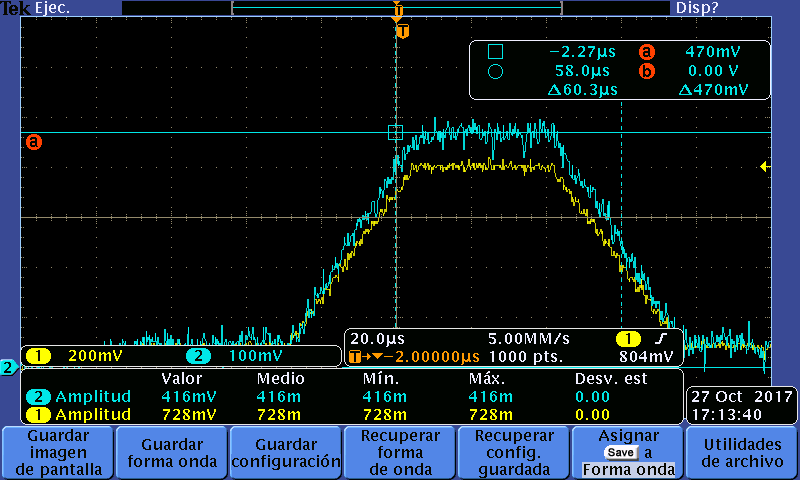 Tek Ejec. Disp?
T
T
−2.27µs a 470mV
58.0µs b 0.00 V
Δ60.3µs Δ470mV
a
20.0µs 5.00MM/s 1
T→▼−2.00000µs 1000 pts. 804mV
1 200mV 2 100mV
2
Valor Medio Mín. Máx. Desv. est
2 Amplitud 416mV 416m 416m 416m 0.00
1 Amplitud 728mV 728m 728m 728m 0.00
27 Oct 2017
17:13:40
Guardar
imagen
de pantalla
Guardar
forma onda
Guardar
configuración
Recuperar
forma
de onda
Recuperar
config.
guardada
Asignar
Save a
Forma onda
Utilidades
de archivo